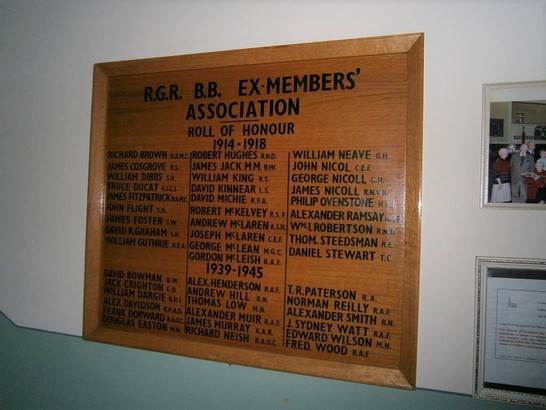 R.G.R. B.B. EX-MEMBERS'
ASSOCIATION
ROLL OF HONOUR
1914-1918
RICHARD BROWN R.A.M.C.
JAMES COSGROVE R.S.
WILLIAM DIBBS S.H.
BRUCE DUCAT
JAMES FITZPATRICK R.A.M.C.
JOHN FLIGHT S.H.
JAMES FOSTER S.W.
DAVID R. GRAHAM S.H.
WILLIAM GUTHRIE R.F.A.
ROBERT HUGHES R.N.D.
JAMES JACK M.M. B.W.
WILLIAM KING R.S.
DAVID KINNEAR L.S.
DAVID MICHIE R.F.A.
ROBERT McKELVEY R.S.F.
ANDREW McLAREN A.S.H.
JOSEPH McLAREN C.E.F.
GEORGE McLEAN M.G.C.
GORDON McLEISH R.A.F.
WILLIAM NEAVE G.H.
JOHN NICOL C.E.F.
GEORGE NICOLL G.H.
JAMES NICOLL R.N.V.R.
PHILIP OVENSTONE
ALEXANDER RAMSAY
WM. J. ROBERTSON R.N.D.
THOM. STEEDSMAN R.E.
DANIEL STEWART T.C.
1939-1945
DAVID BOWMAN B.W.
JACK CRIGHTON C.D.
WILLIAM DARGIE R.H.
ALEX. DAVIDSON
FRANK DORWARD R.A.O.C.
DOUGLAS EASTON M.N.
ALEX. HENDERSON R.A.F.
ANDREW HILL R.N.
THOMAS LOW M.N.
ALEXANDER MUIR R.A.F.
JAMES MURRAY K.A.R.
RICHARD NEISH R.A.O.C.
T. R. PATERSON R.A.
NORMAN REILLY R.A.F.
ALEXANDER SMITH R.N.
J. SYDNEY WATT R.A.F.
EDWARD WILSON M.N.
FRED. WOOD R.A.F.